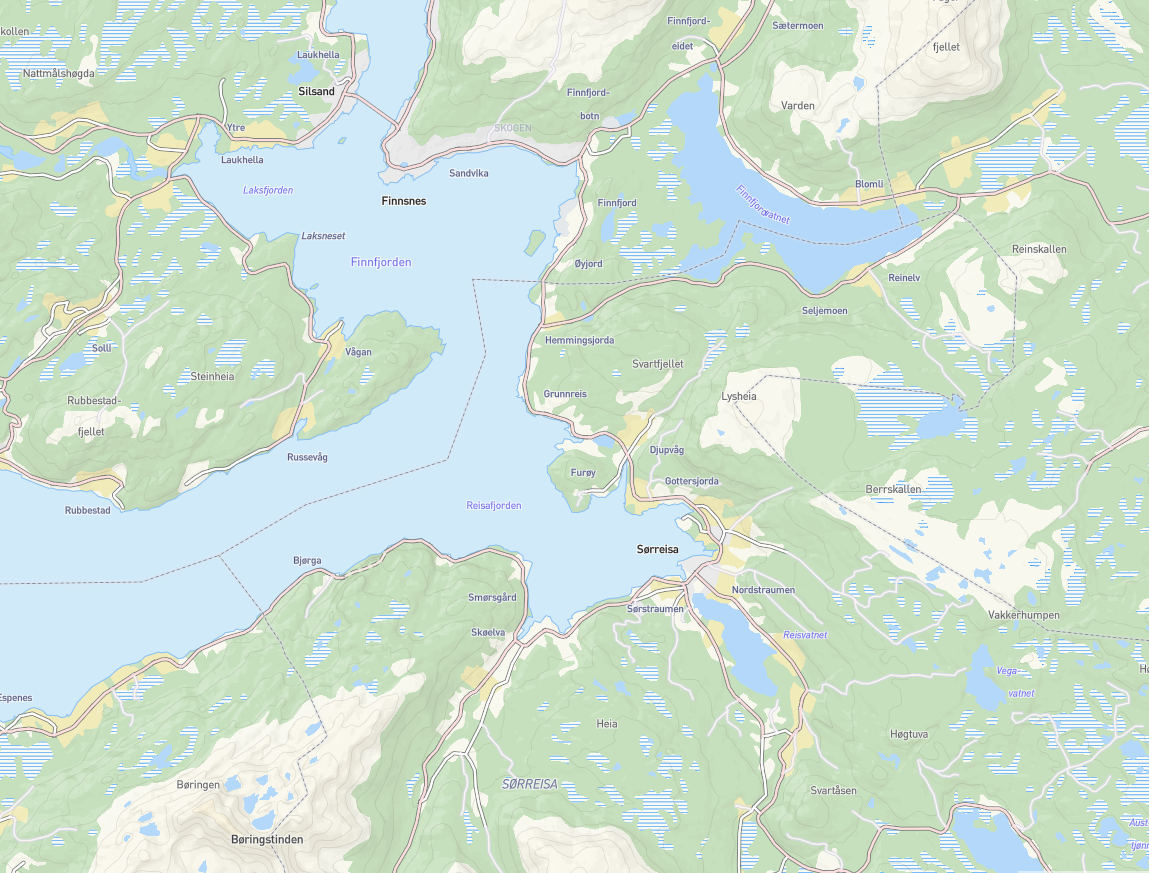 Finnfjord-
eidet
Sætermoen
fjellet
kollen
Laukhella
Nattmålshøgda
Silsand
Finnfjord-
botn
Varden
Ytre
Laukhella
SKOGEN
Sandvika
Laksfjorden
Finnsnes
Finnfjord
Finnfjordvatnet
Blomli
Laksneset
Finnfjorden
Øyjord
Reinskallen
Reinelv
Seljemoen
Solli
Vågan
Hemmingsjorda
Steinheia
Svartfjellet
Rubbestad-
fjellet
Grunnreis
Lysheia
Russevåg
Djupvåg
Furøy
Gottersjorda
Berrskallen
Rubbestad
Reisafjorden
Sørreisa
Bjørga
Smørsgård
Nordstraumen
Sørstraumen
Vakkerhumpen
Skøelva
Reisvatnet
Espenes
Vega-
vatnet
Heia
Høgtuva
Børingen
SØRREISA
Svartåsen
Børingstinden
Aust
tjønn